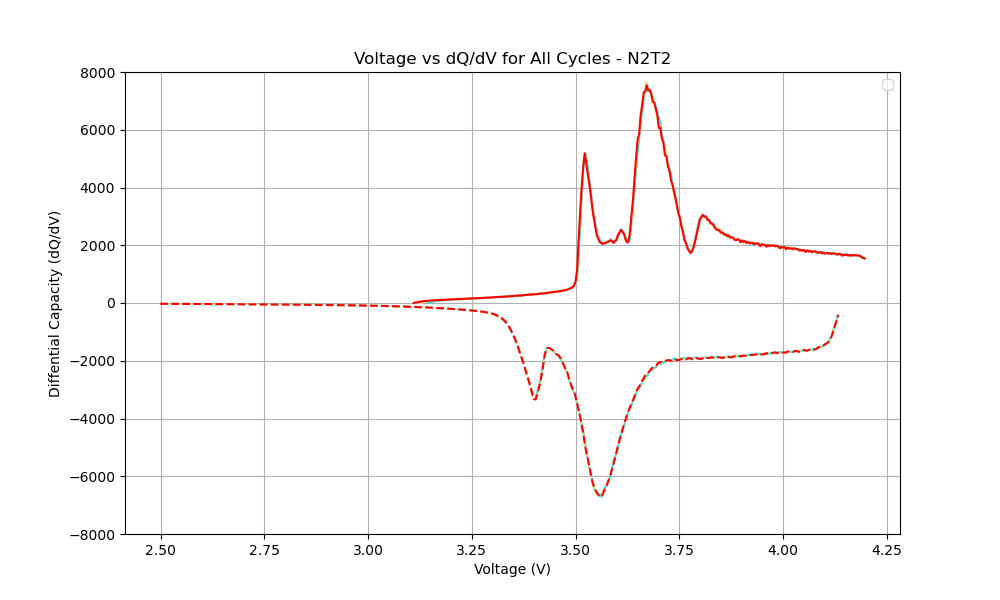 Voltage vs dQ/dV for All Cycles - N2T2
8000
6000
4000
2000
0
−2000
−4000
−6000
−8000
Diffential Capacity (dQ/dV)
2.50 2.75 3.00 3.25 3.50 3.75 4.00 4.25
Voltage (V)